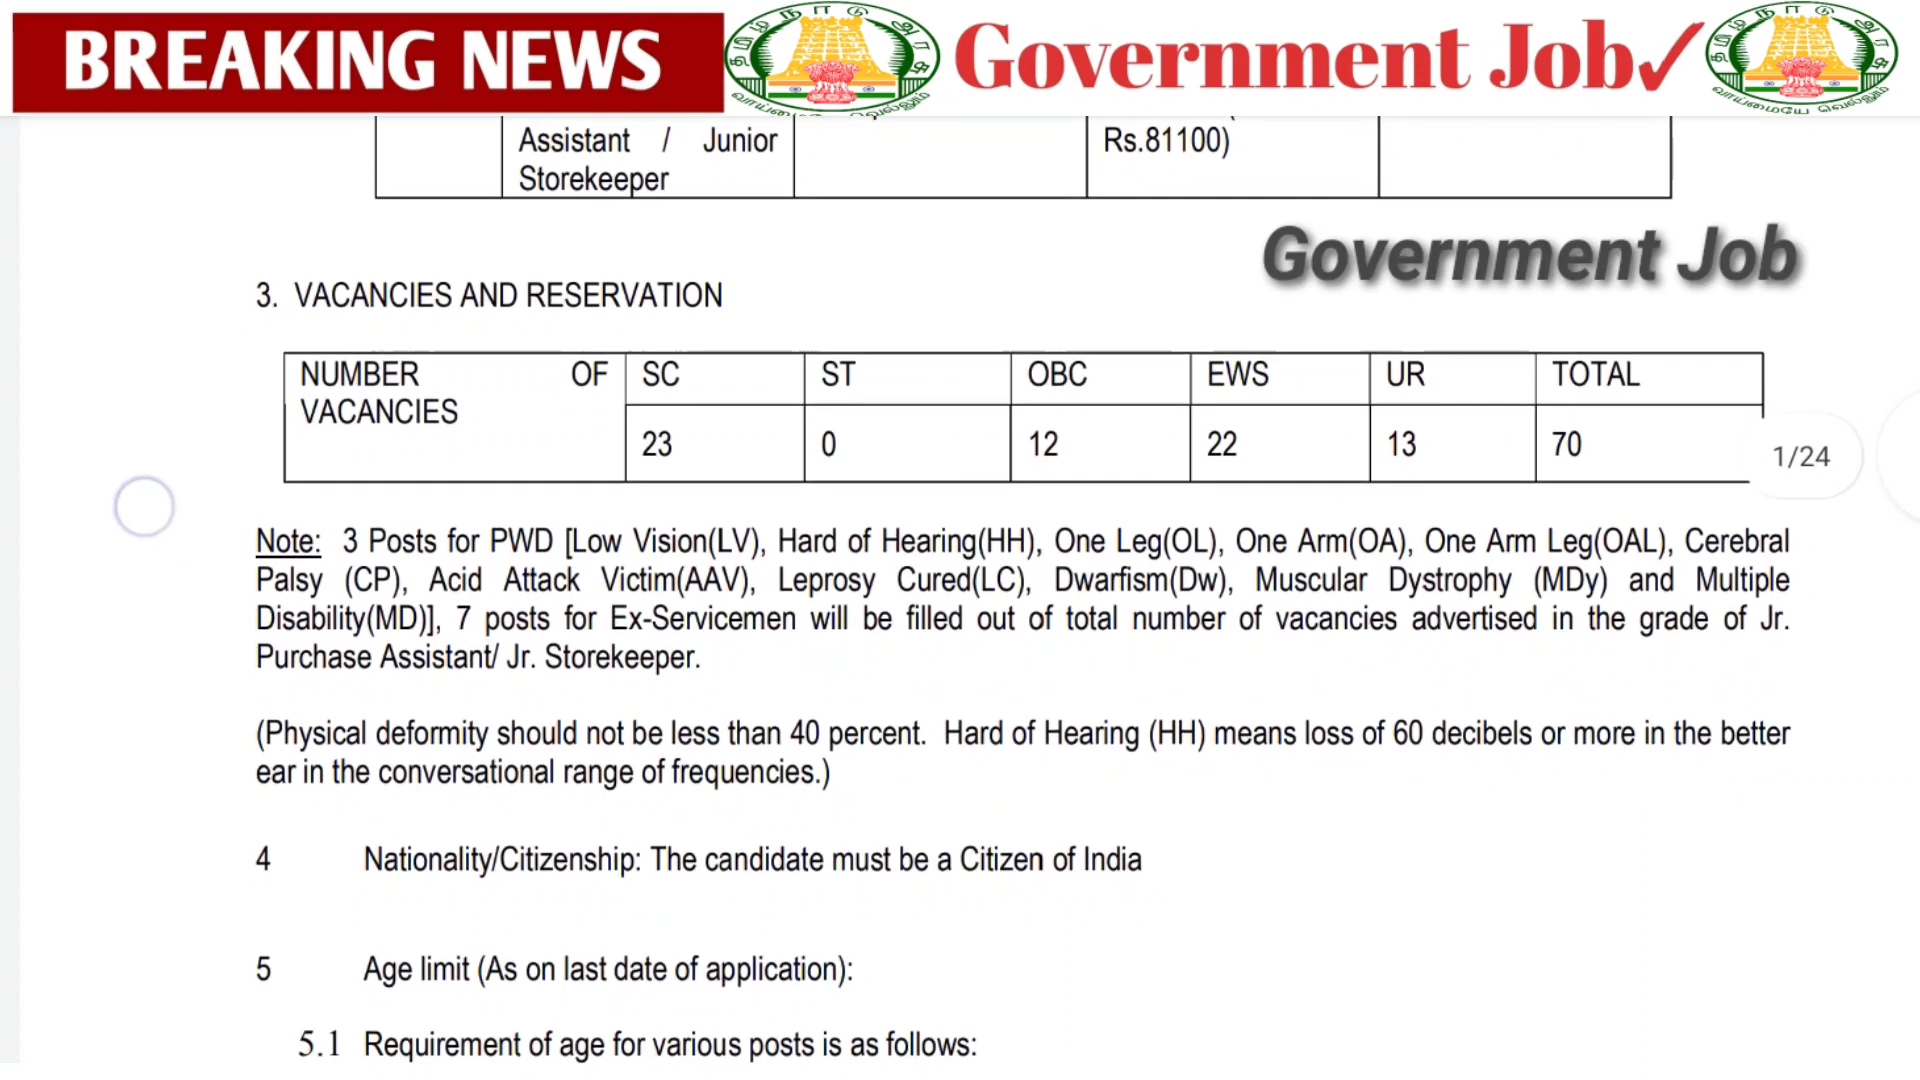 BREAKING NEWS
தமிழ் நாடு அரசு
வாய்மையே வெல்லும்
Government Job✓
தமிழ் நாடு அரசு
வாய்மையே வெல்லும்
Assistant / Junior
Storekeeper
Rs.81100)
Government Job
3. VACANCIES AND RESERVATION
NUMBER OF
VACANCIES
SC ST OBC EWS UR TOTAL
23 0 12 22 13 70
1/24
Note: 3 Posts for PWD [Low Vision(LV), Hard of Hearing(HH), One Leg(OL), One Arm(OA), One Arm Leg(OAL), Cerebral
Palsy (CP), Acid Attack Victim(AAV), Leprosy Cured(LC), Dwarfism(Dw), Muscular Dystrophy (MDy) and Multiple
Disability(MD)], 7 posts for Ex-Servicemen will be filled out of total number of vacancies advertised in the grade of Jr.
Purchase Assistant/ Jr. Storekeeper.
(Physical deformity should not be less than 40 percent. Hard of Hearing (HH) means loss of 60 decibels or more in the better
ear in the conversational range of frequencies.)
4 Nationality/Citizenship: The candidate must be a Citizen of India
5 Age limit (As on last date of application):
5.1 Requirement of age for various posts is as follows: